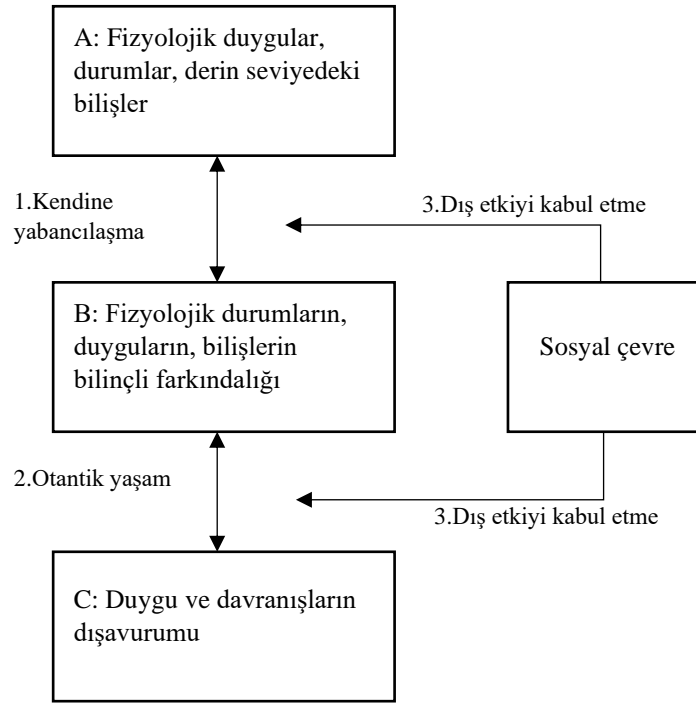 A: Fizyolojik duygular,
durumlar, derin seviyedeki
bilişler
1.Kendine
yabancılaşma
3.Dış etkiyi kabul etme
B: Fizyolojik durumların,
duyguların, bilişlerin
bilinçli farkındalığı
Sosyal çevre
2.Otantik yaşam
3.Dış etkiyi kabul etme
C: Duygu ve davranışların
dışavurumu